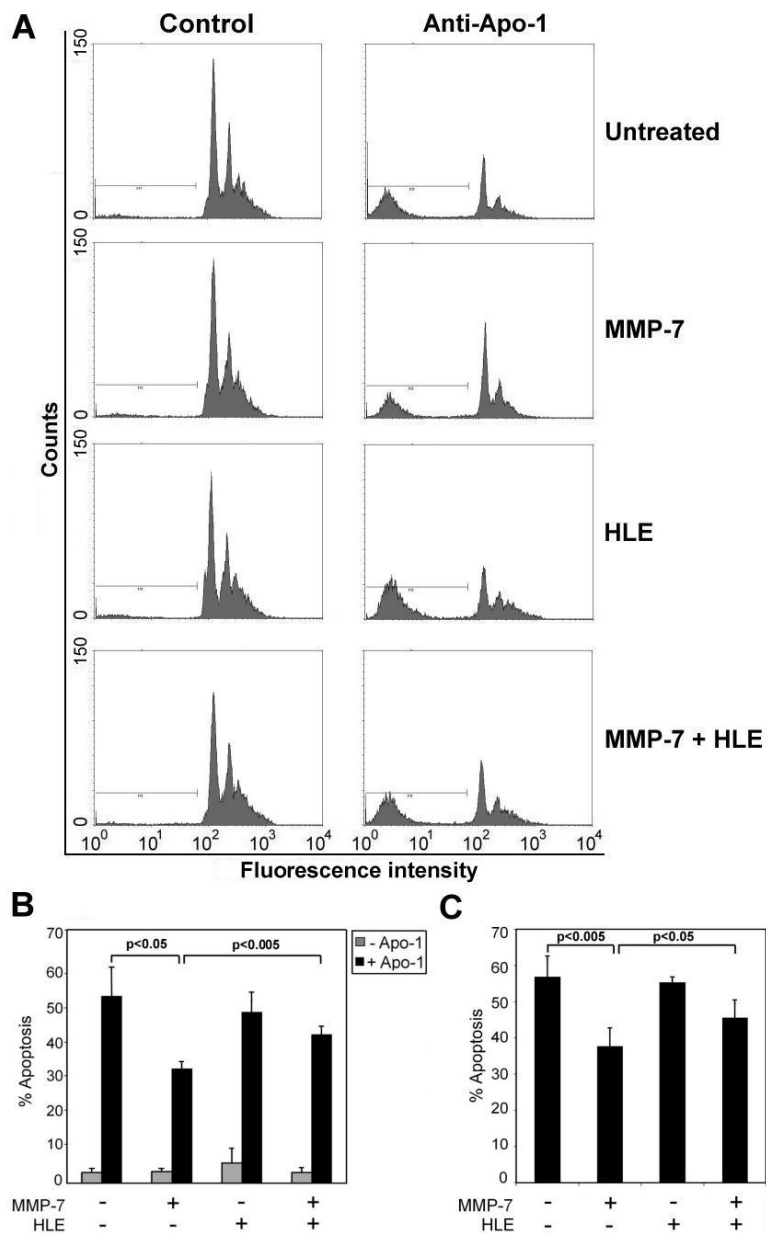 A
Control
Anti-Apo-1
150
0
Untreated
150
0
MMP-7
150
0
HLE
150
0
MMP-7 + HLE
Counts
10^0 10^1 10^2 10^3 10^4
10^0 10^1 10^2 10^3 10^4
Fluorescence intensity
B
p<0.05
p<0.005
- Apo-1
+ Apo-1
% Apoptosis
70
60
50
40
30
20
10
0
MMP-7 - + - +
HLE - - + +
C
p<0.005
p<0.05
% Apoptosis
70
60
50
40
30
20
10
0
MMP-7 - + - +
HLE - - + +